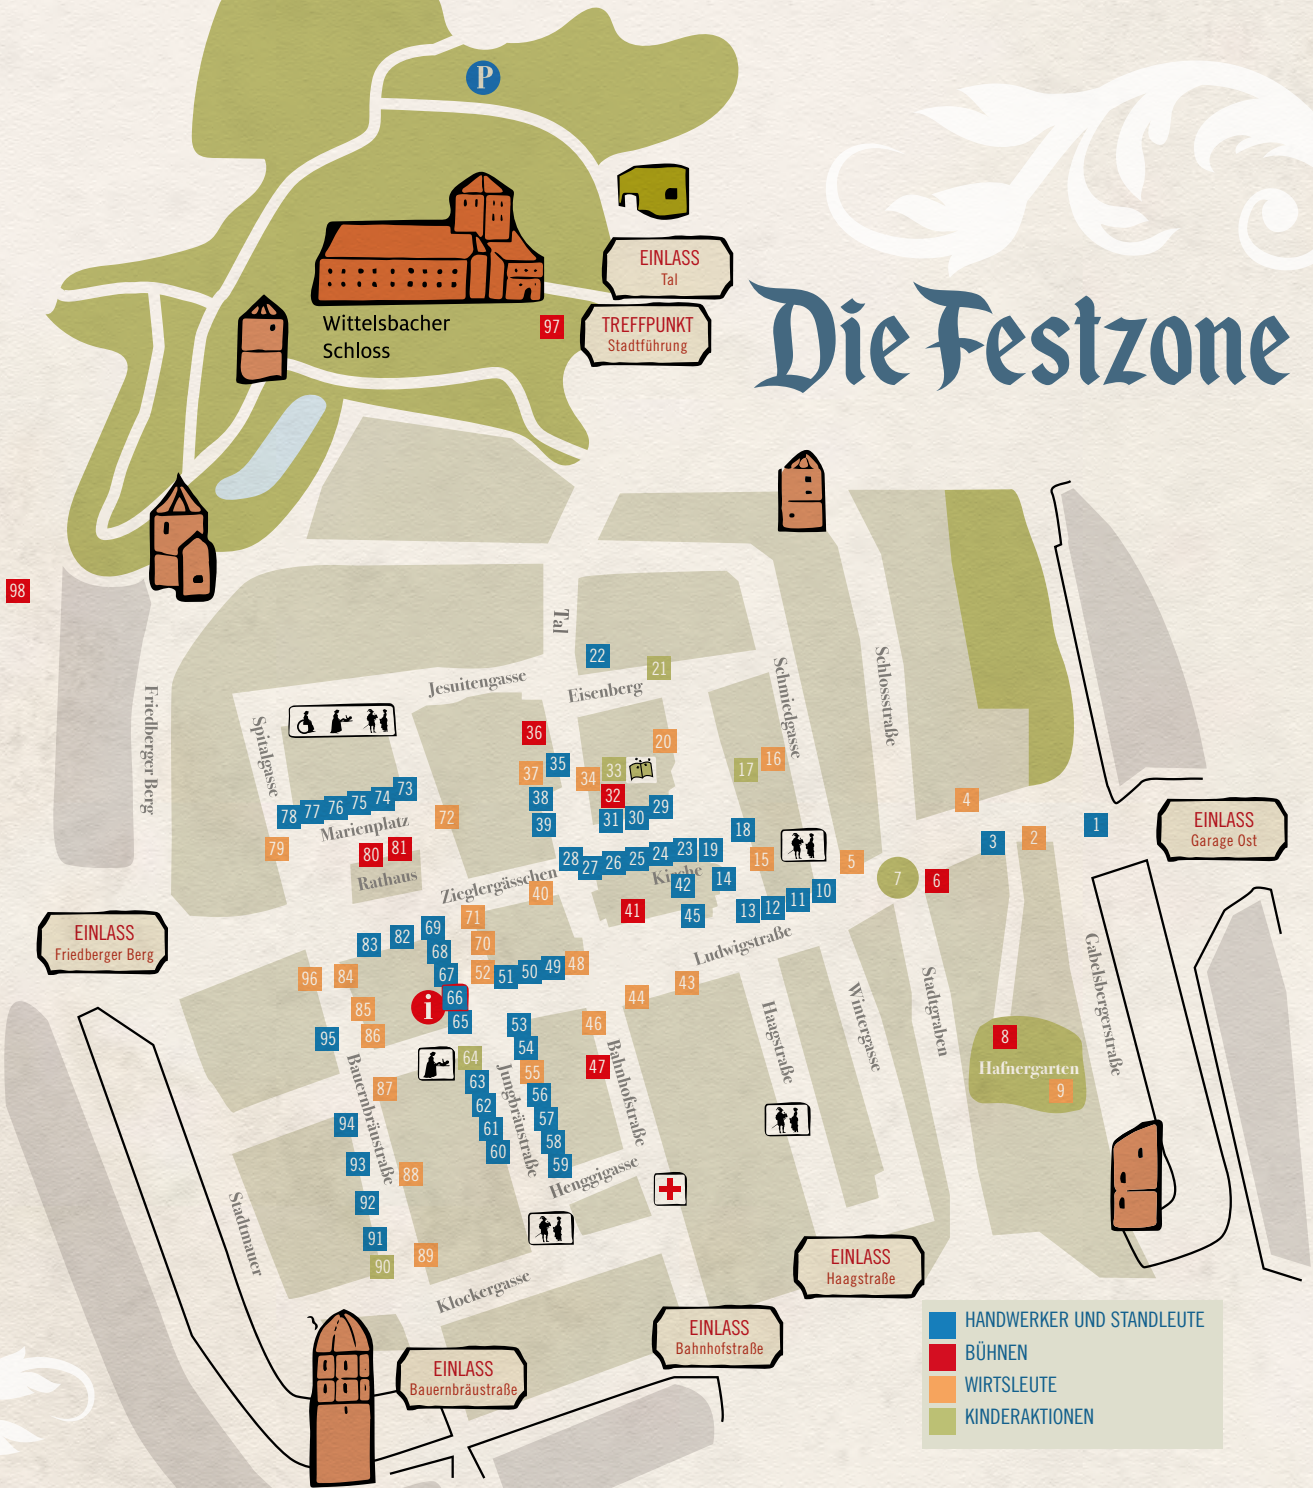 P
EINLASS
Tal
TREFFPUNKT
Stadtführung
97
Wittelsbacher
Schloss
Die Festzone
98
Tal
22
21
Jesuitengasse
Eisenberg
Schmiedgasse
Schlossstraße
Friedberger Berg
Spitalgasse
36
20
35
37
34
33
17
16
38
32
4
73
74
75
76
77
78
39
31
30
29
18
1
EINLASS
Garage Ost
72
Marienplatz
79
80
81
3
2
28
27
26
25
24
23
19
15
5
Rathaus
Zieglergässchen
Kirche
42
14
7
6
40
41
45
13
12
11
10
71
69
82
83
70
68
Ludwigstraße
EINLASS
Friedberger Berg
96
84
67
52
51
50
49
48
43
44
i
66
85
65
53
46
86
95
54
47
64
55
63
87
62
56
57
61
94
60
58
59
93
88
92
91
89
90
Bauernbräustraße
Jungbräustraße
Bahnhofstraße
Haagstraße
Wintergasse
Stadtgraben
Gabelsbergerstraße
8
Hafnergarten
9
Henggigasse
Stadtmauer
Klockergasse
EINLASS
Haagstraße
EINLASS
Bahnhofstraße
EINLASS
Bauernbräustraße
HANDWERKER UND STANDLEUTE
BÜHNEN
WIRTSLEUTE
KINDERAKTIONEN